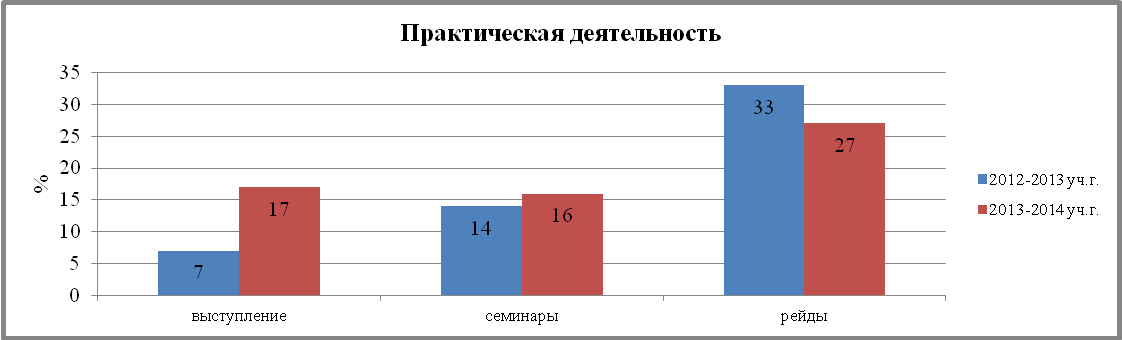 Практическая деятельность
35
30
25
20
15
10
5
0
%
7
17
14
16
33
27
выступление
семинары
рейды
2012-2013 уч.г.
2013-2014 уч.г.